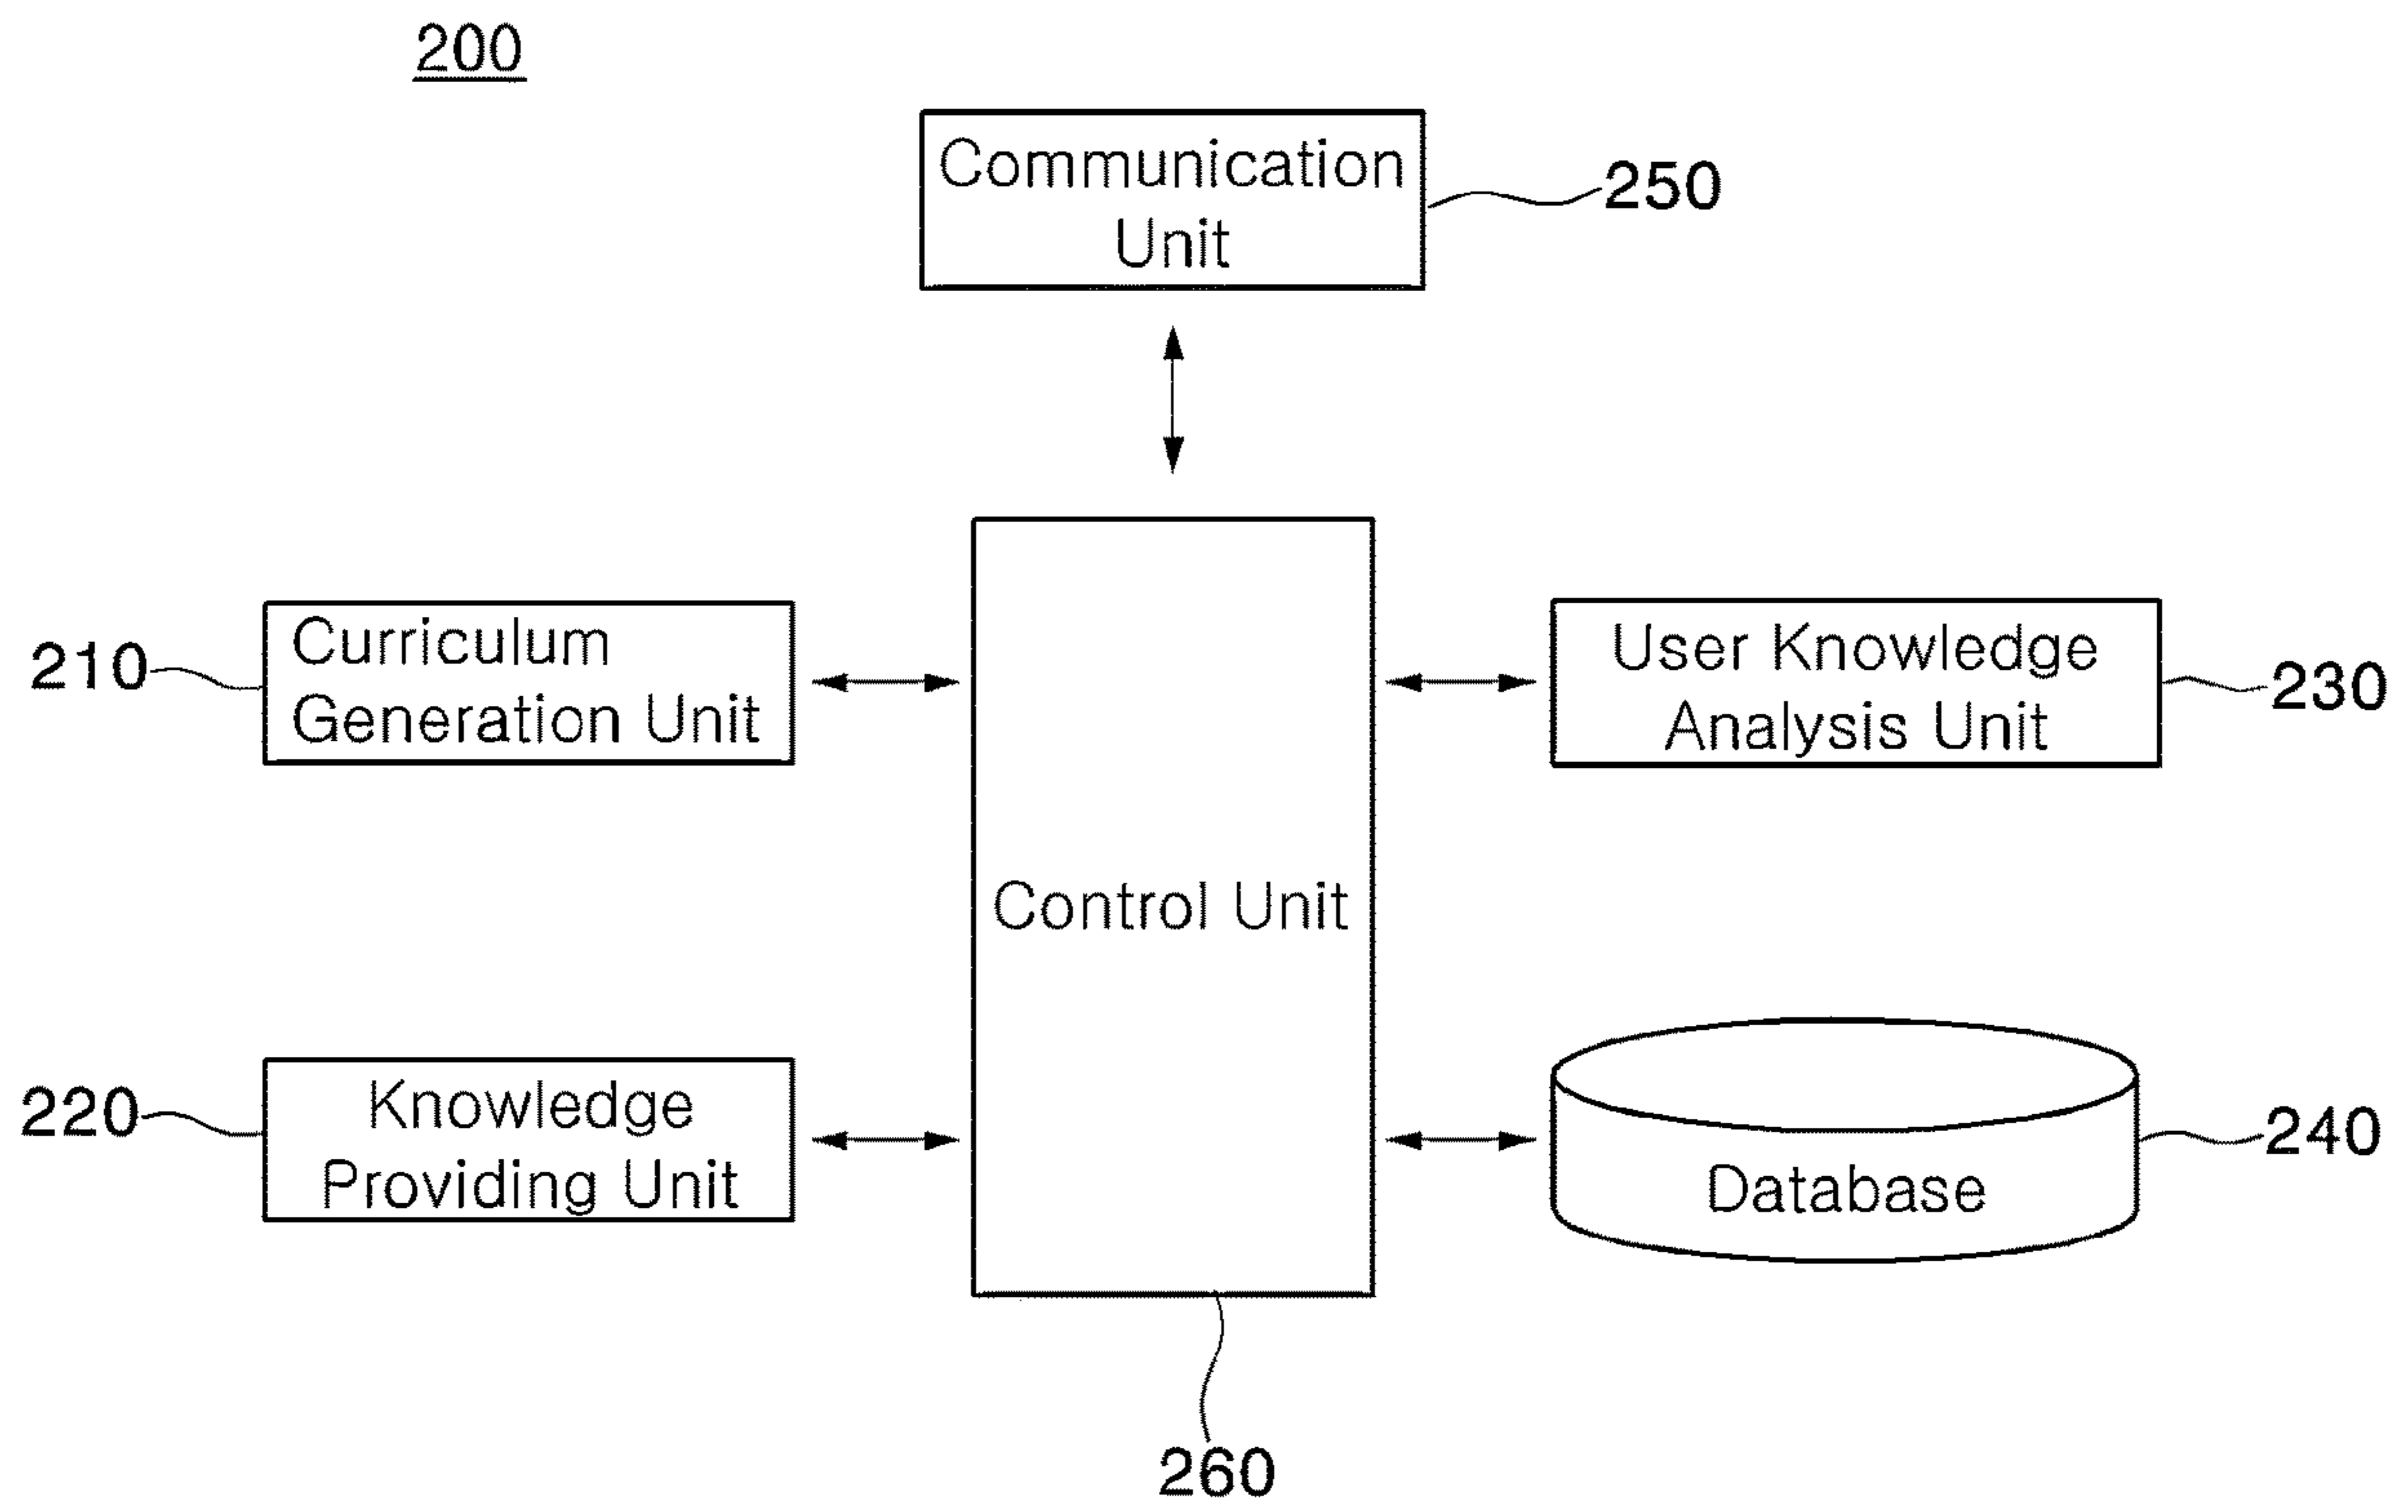 200
Communication
Unit
250
210
Curriculum
Generation Unit
User Knowledge
Analysis Unit
230
Control Unit
220
Knowledge
Providing Unit
Database
240
260